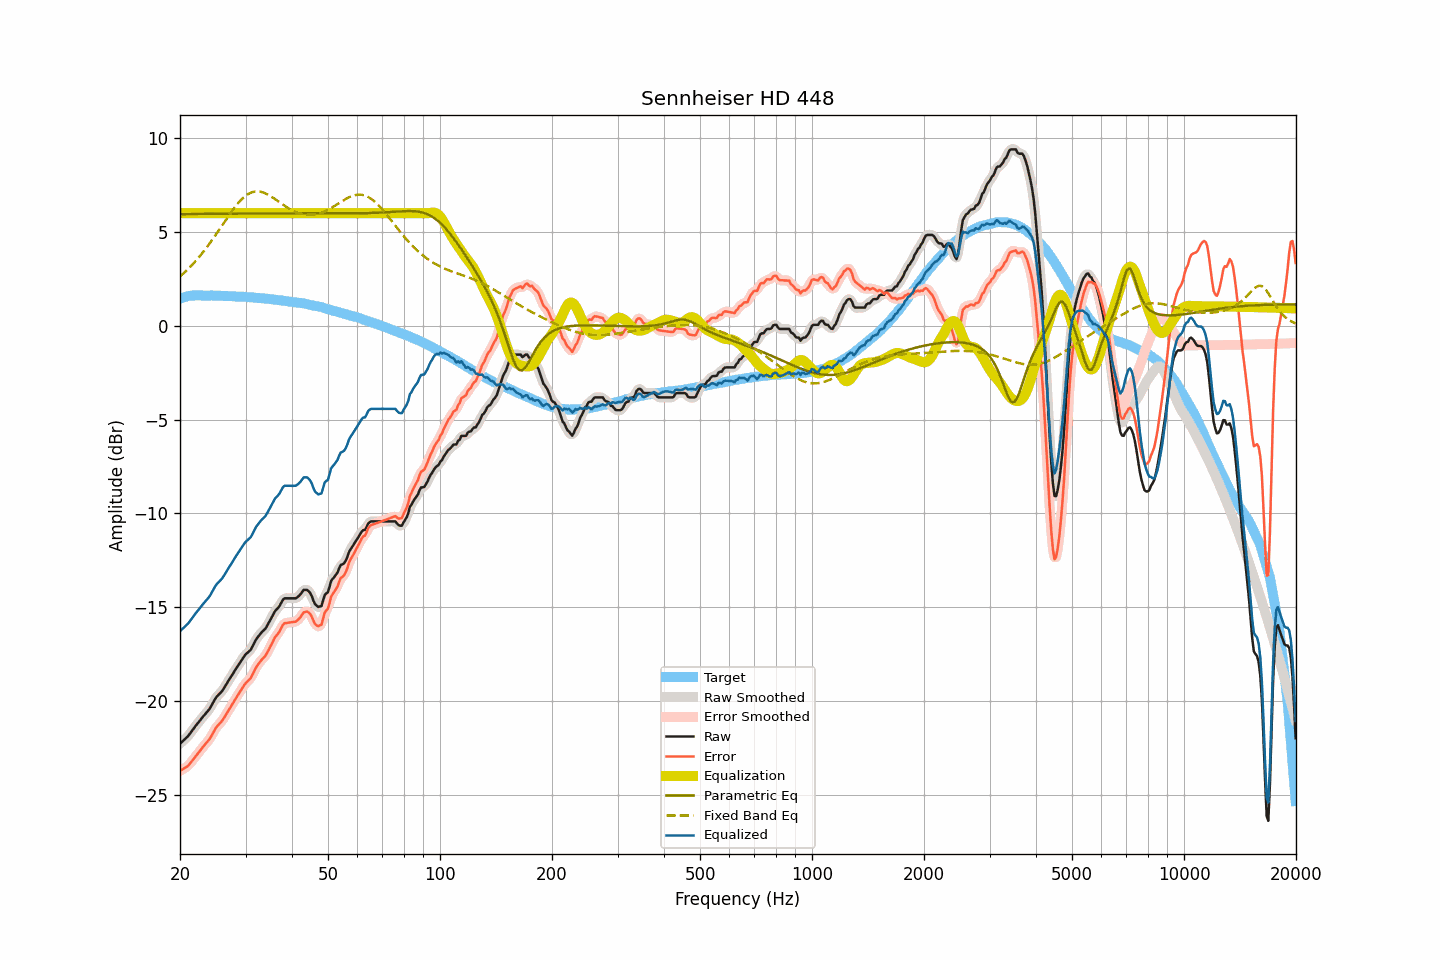 Sennheiser HD 448
10
5
0
−5
−10
−15
−20
−25
Amplitude (dBr)
Target
Raw Smoothed
Error Smoothed
Raw
Error
Equalization
Parametric Eq
Fixed Band Eq
Equalized
20 50 100 200 500 1000 2000 5000 10000 20000
Frequency (Hz)